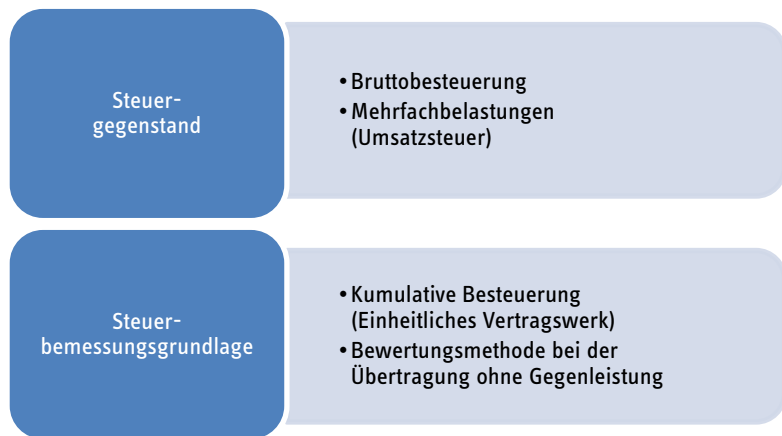 Steuer-
gegenstand
• Bruttobesteuerung
• Mehrfachbelastungen
(Umsatzsteuer)
Steuer-
bemessungsgrundlage
• Kumulative Besteuerung
(Einheitliches Vertragswerk)
• Bewertungsmethode bei der
Übertragung ohne Gegenleistung